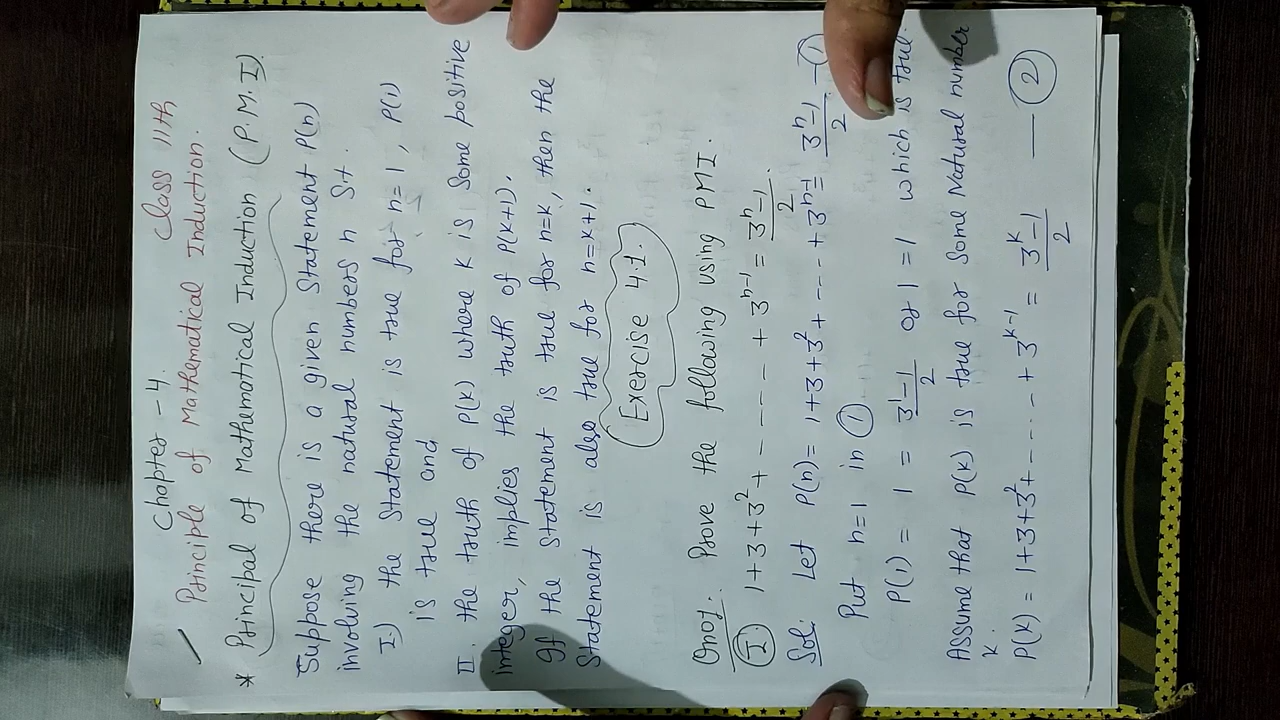 Chapter - 4. Class 11th
Principle of Mathematical Induction.
* Principal of Mathematical Induction (P.M.I)
Suppose there is a given Statement P(n)
involving the natural numbers n St.
I) the Statement is true for n=1, P(1)
is true and
II. the truth of P(K) where K is Some positive
integer, implies the truth of P(K+1).
If the Statement is true for n=K, then the
Statement is also true for n=K+1.
(Exercise 4.1.)
Qno1. Prove the following using PMI.
(I) 1+3+3²+ ---- + 3ⁿ⁻¹ = (3ⁿ-1)/2.
Sol: Let P(n)= 1+3+3²+ --- +3ⁿ⁻¹= (3ⁿ-1)/2. —①
Put n=1 in ①
P(1) = 1 = (3¹-1)/2 or 1 = 1 which is true.
Assume that P(K) is true for Some Natural number
K.
P(K) = 1+3+3²+ ---- + 3ᴷ⁻¹ = (3ᴷ-1)/2 —— ②